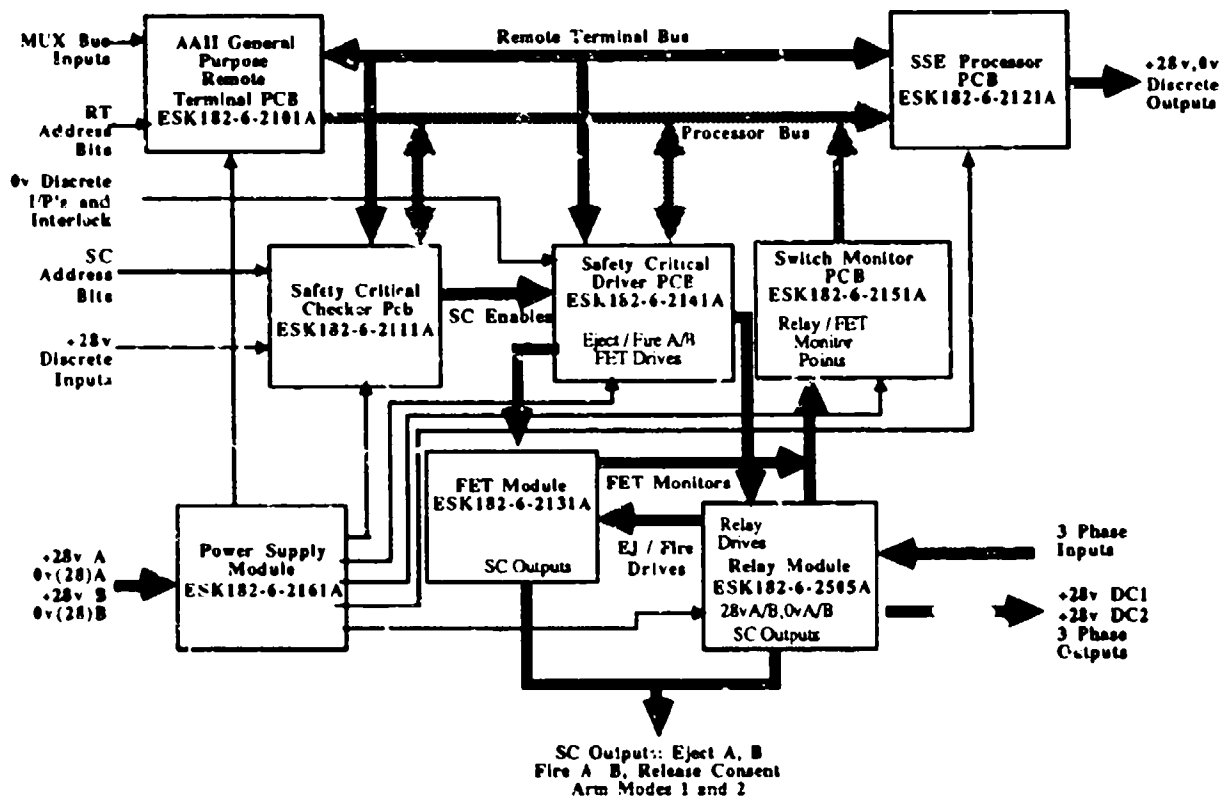 MUX Bus
Inputs
RT
Address
Bits
0v Discrete
I/P's and
Interlock
SC
Address
Bits
+28v
Discrete
Inputs
AAII General
Purpose
Remote
Terminal PCB
ESK182-6-2101A
Remote Terminal Bus
Processor Bus
SSE Processor
PCB
ESK182-6-2121A
+28v,0v
Discrete
Outputs
Safety Critical
Checker Pcb
ESK182-6-2111A
SC Enables
Safety Critical
Driver PCB
ESK182-6-2141A
Eject / Fire A/B
FET Drives
Switch Monitor
PCB
ESK182-6-2151A
Relay / FET
Monitor
Points
FET Module
ESK182-6-2131A
SC Outputs
FET Monitors
EJ / Fire
Drives
Relay
Drives
Relay Module
ESK182-6-2505A
28vA/B,0vA/B
SC Outputs
3 Phase
Inputs
+28v DC1
+28v DC2
3 Phase
Outputs
+28v A
0v(28)A
+28v B
0v(28)B
Power Supply
Module
ESK182-6-2161A
SC Outputs: Eject A, B
Fire A B, Release Consent
Arm Modes 1 and 2